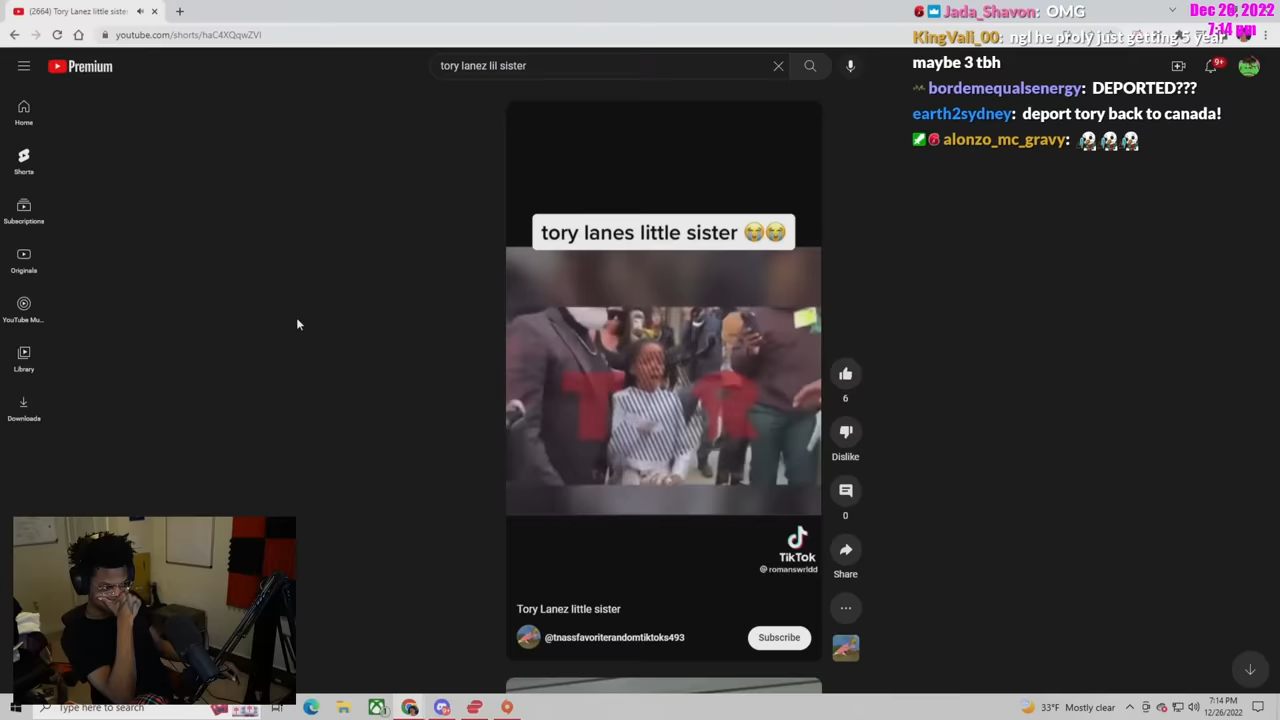 (2664) Tory Lanez little sister
youtube.com/shorts/haC4XQqwZVI
Premium
tory lanez lil sister
9+
Home
Shorts
Subscriptions
Originals
YouTube Mu...
Library
Downloads
tory lanes little sister 😭😭
T R
TikTok
@romanswrldd
Tory Lanez little sister
@tnassfavoriterandomtiktoks493
Subscribe
6
Dislike
0
Share
Jada_Shavon: OMG
KingVali_00: ngl he proly just getting 5 year
maybe 3 tbh
bordemequalsenergy: DEPORTED???
earth2sydney: deport tory back to canada!
alonzo_mc_gravy:
Dec 26, 2022
7:14 pm
Type here to search
33°F Mostly clear
7:14 PM
12/26/2022